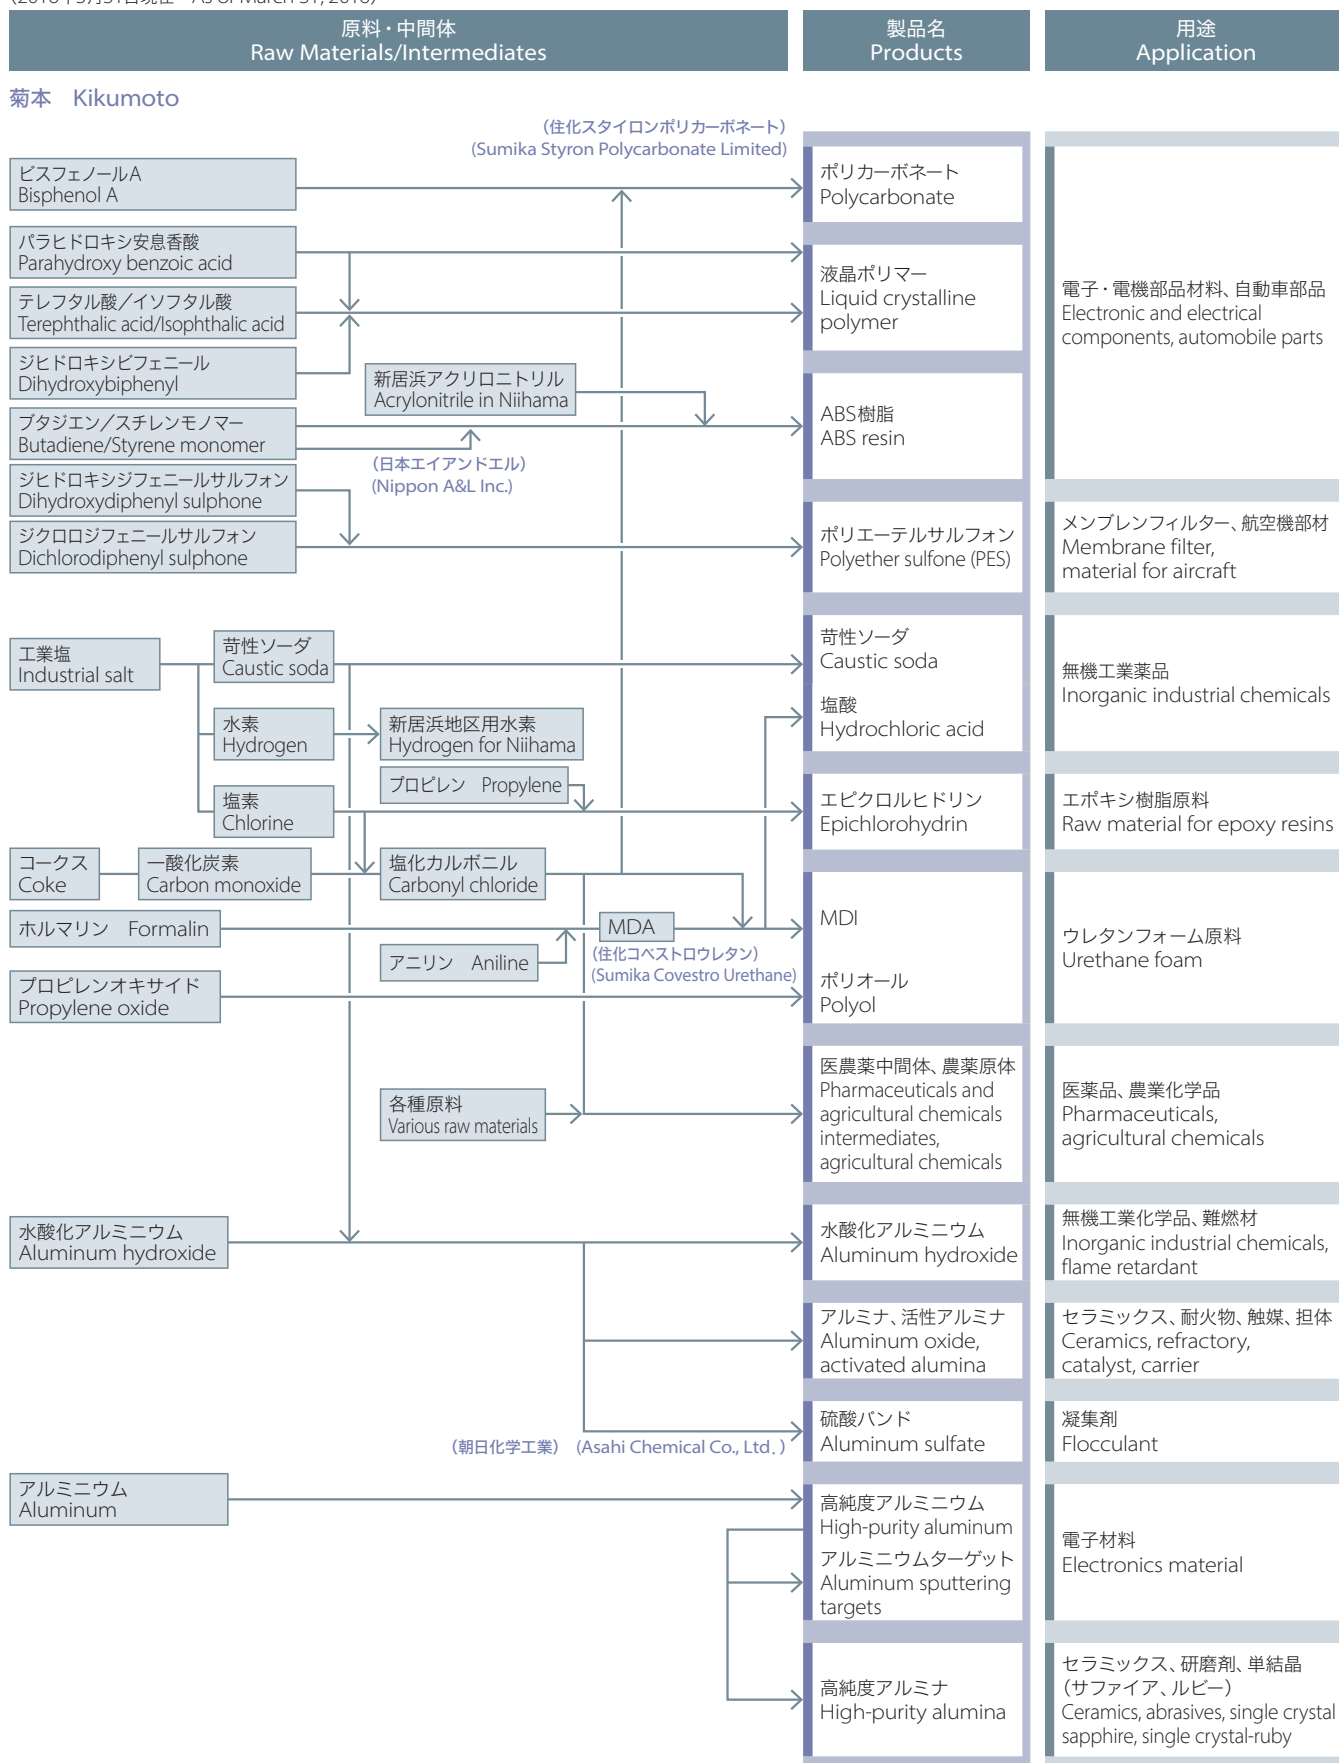 （2016年3月31日現在 As of March 31, 2016）
原料・中間体
Raw Materials/Intermediates
製品名
Products
用途
Application
菊本 Kikumoto
（住化スタイロンポリカーボネート）
(Sumika Styron Polycarbonate Limited)
ビスフェノールA
Bisphenol A
ポリカーボネート
Polycarbonate
パラヒドロキシ安息香酸
Parahydroxy benzoic acid
テレフタル酸／イソフタル酸
Terephthalic acid/Isophthalic acid
ジヒドロキシビフェニール
Dihydroxybiphenyl
液晶ポリマー
Liquid crystalline
polymer
電子・電機部品材料、自動車部品
Electronic and electrical
components, automobile parts
新居浜アクリロニトリル
Acrylonitrile in Niihama
ブタジエン／スチレンモノマー
Butadiene/Styrene monomer
（日本エイアンドエル）
(Nippon A&L Inc.)
ABS樹脂
ABS resin
ジヒドロキシジフェニールサルフォン
Dihydroxydiphenyl sulphone
ジクロロジフェニールサルフォン
Dichlorodiphenyl sulphone
ポリエーテルサルフォン
Polyether sulfone (PES)
メンブレンフィルター、航空機部材
Membrane filter,
material for aircraft
工業塩
Industrial salt
苛性ソーダ
Caustic soda
苛性ソーダ
Caustic soda
水素
Hydrogen
新居浜地区用水素
Hydrogen for Niihama
塩酸
Hydrochloric acid
無機工業薬品
Inorganic industrial chemicals
プロピレン Propylene
塩素
Chlorine
エピクロルヒドリン
Epichlorohydrin
エポキシ樹脂原料
Raw material for epoxy resins
コークス
Coke
一酸化炭素
Carbon monoxide
塩化カルボニル
Carbonyl chloride
ホルマリン Formalin
MDA
アニリン Aniline
（住化コベストロウレタン）
(Sumika Covestro Urethane)
MDI
プロピレンオキサイド
Propylene oxide
ポリオール
Polyol
ウレタンフォーム原料
Urethane foam
各種原料
Various raw materials
医農薬中間体、農薬原体
Pharmaceuticals and
agricultural chemicals
intermediates,
agricultural chemicals
医薬品、農業化学品
Pharmaceuticals,
agricultural chemicals
水酸化アルミニウム
Aluminum hydroxide
水酸化アルミニウム
Aluminum hydroxide
無機工業化学品、難燃材
Inorganic industrial chemicals,
flame retardant
アルミナ、活性アルミナ
Aluminum oxide,
activated alumina
セラミックス、耐火物、触媒、担体
Ceramics, refractory,
catalyst, carrier
（朝日化学工業） (Asahi Chemical Co., Ltd.)
硫酸バンド
Aluminum sulfate
凝集剤
Flocculant
アルミニウム
Aluminum
高純度アルミニウム
High-purity aluminum
アルミニウムターゲット
Aluminum sputtering
targets
電子材料
Electronics material
高純度アルミナ
High-purity alumina
セラミックス、研磨剤、単結晶
（サファイア、ルビー）
Ceramics, abrasives, single crystal
sapphire, single crystal-ruby